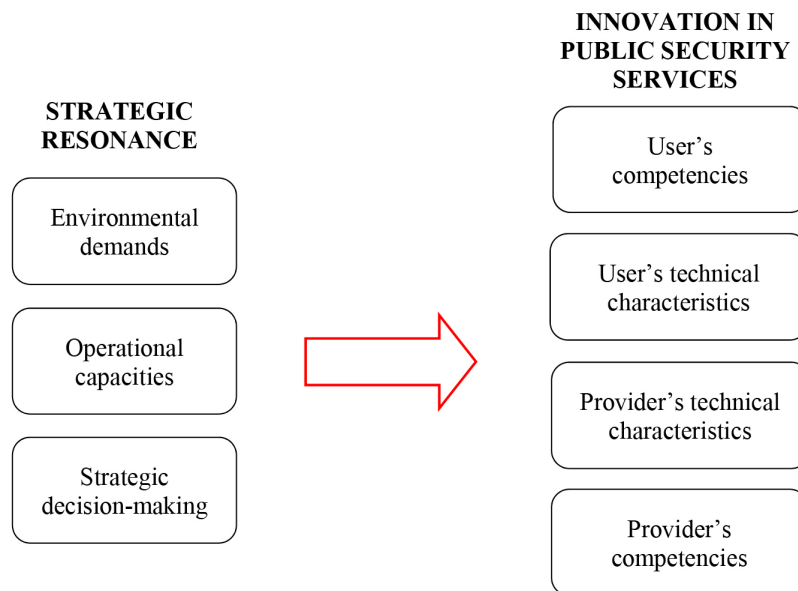 STRATEGIC
RESONANCE
Environmental
demands
Operational
capacities
Strategic
decision-making
INNOVATION IN
PUBLIC SECURITY
SERVICES
User’s
competencies
User’s technical
characteristics
Provider’s technical
characteristics
Provider’s
competencies